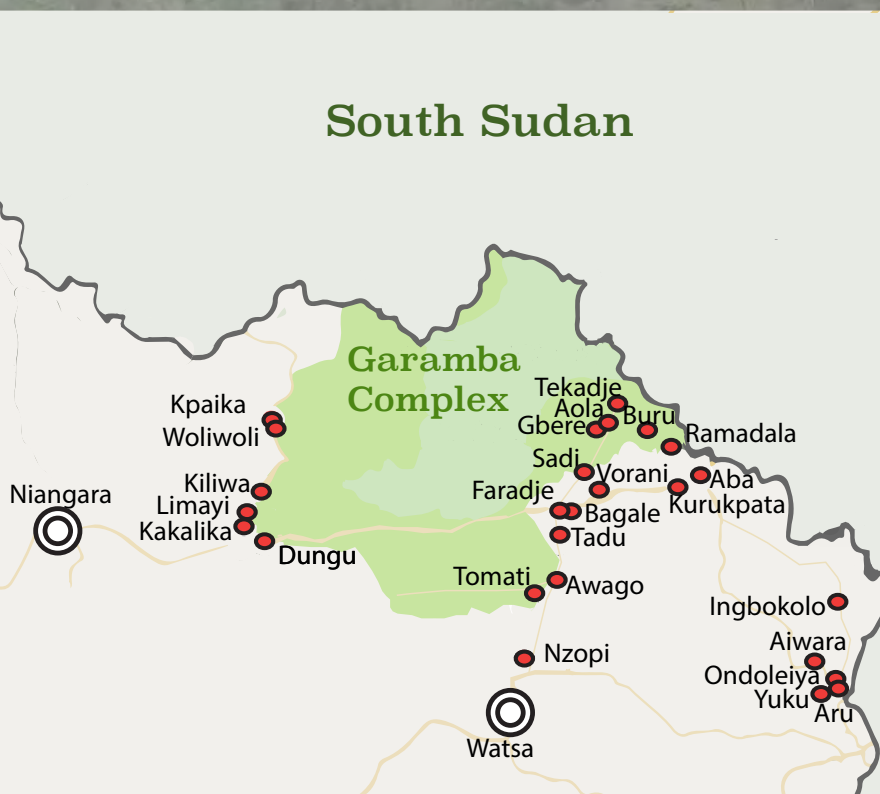 South Sudan
Garamba
Complex
Tekadje
Aola
Buru
Gbere
Ramadala
Kpaika
Woliwoli
Sadi
Vorani
Aba
Kiliwa
Faradje
Kurukpata
Niangara
Limayi
Bagale
Kakalika
Tadu
Dungu
Tomati
Awago
Ingbokolo
Aiwara
Nzopi
Ondoleiya
Yuku
Aru
Watsa